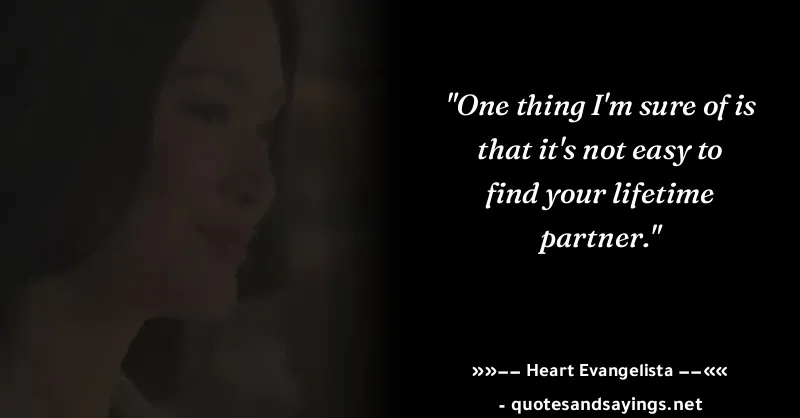 "One thing I'm sure of is
that it's not easy to
find your lifetime
partner."
»»−− Heart Evangelista −−««
- quotesandsayings.net